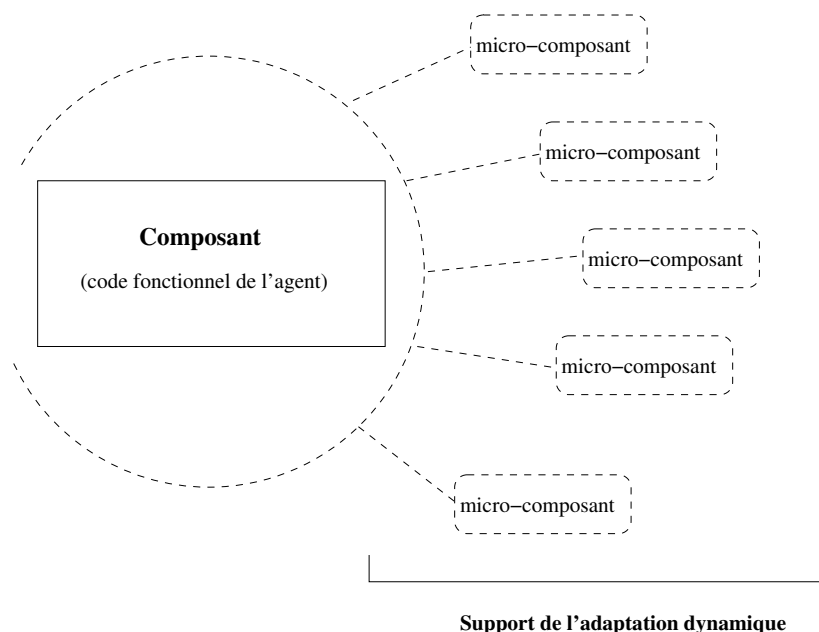 micro−composant
micro−composant
Composant
micro−composant
(code fonctionnel de l’agent)
micro−composant
micro−composant
Support de l’adaptation dynamique